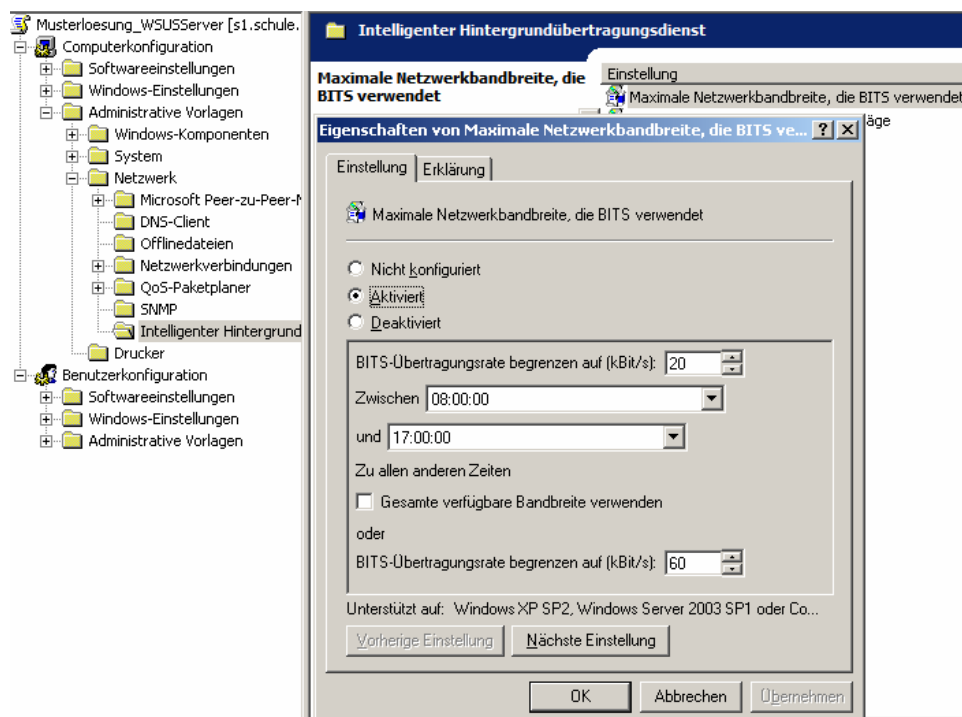 Musterloesung_WSUSServer [s1.schule.
Computerkonfiguration
Softwareeinstellungen
Windows-Einstellungen
Administrative Vorlagen
Windows-Komponenten
System
Netzwerk
Microsoft Peer-zu-Peer-N
DNS-Client
Offlinedateien
Netzwerkverbindungen
QoS-Paketplaner
SNMP
Intelligenter Hintergrund
Drucker
Benutzerkonfiguration
Softwareeinstellungen
Windows-Einstellungen
Administrative Vorlagen
Intelligenter Hintergrundübertragungsdienst
Maximale Netzwerkbandbreite, die
BITS verwendet
Einstellung
Maximale Netzwerkbandbreite, die BITS verwendet
äge
Eigenschaften von Maximale Netzwerkbandbreite, die BITS ve...
Einstellung Erklärung
Maximale Netzwerkbandbreite, die BITS verwendet
Nicht konfiguriert
Aktiviert
Deaktiviert
BITS-Übertragungsrate begrenzen auf (kBit/s): 20
Zwischen 08:00:00
und 17:00:00
Zu allen anderen Zeiten
Gesamte verfügbare Bandbreite verwenden
oder
BITS-Übertragungsrate begrenzen auf (kBit/s): 60
Unterstützt auf: Windows XP SP2, Windows Server 2003 SP1 oder Co...
Vorherige Einstellung Nächste Einstellung
OK Abbrechen Übernehmen